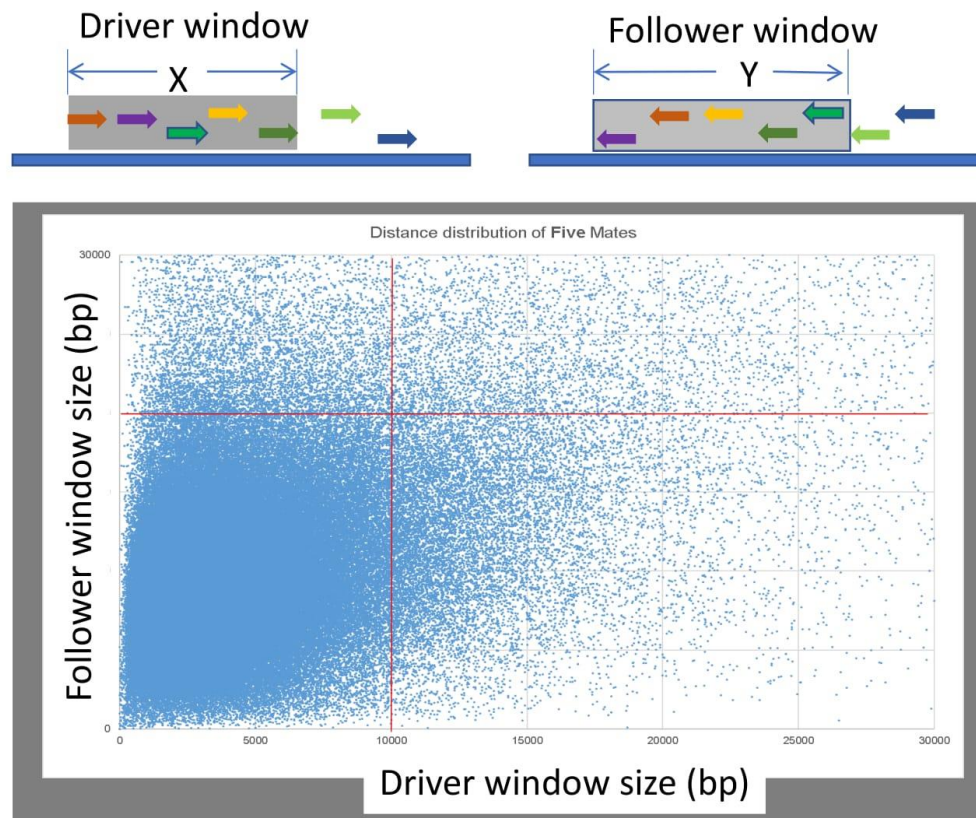 Driver window
X
Follower window
Y
Distance distribution of Five Mates
Follower window size (bp)
30000
0
0 5000 10000 15000 20000 25000 30000
Driver window size (bp)